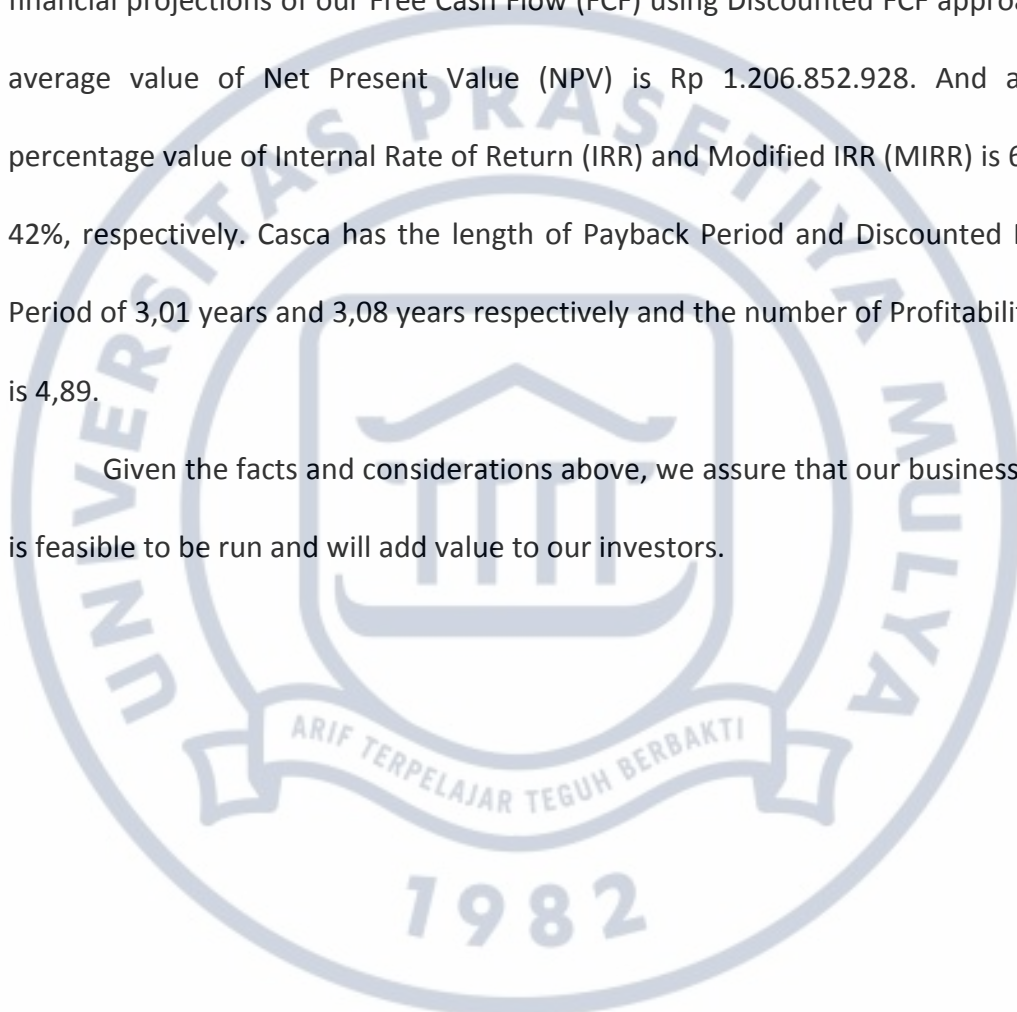 financial projections of our Free Cash Flow (FCF) using Discounted FCF
average value of Net Present Value (NPV) is Rp 1.206.852.928. And
percentage value of Internal Rate of Return (IRR) and Modified IRR (MIRR) is
42%, respectively. Casca has the length of Payback Period and Discounted
Period of 3,01 years and 3,08 years respectively and the number of
is 4,89.
Given the facts and considerations above, we assure that our business
is feasible to be run and will add value to our investors.
UNIVERSITAS PRASETIYA MULYA
ARIF TERPELAJAR TEGUH BERBAKTI
1982